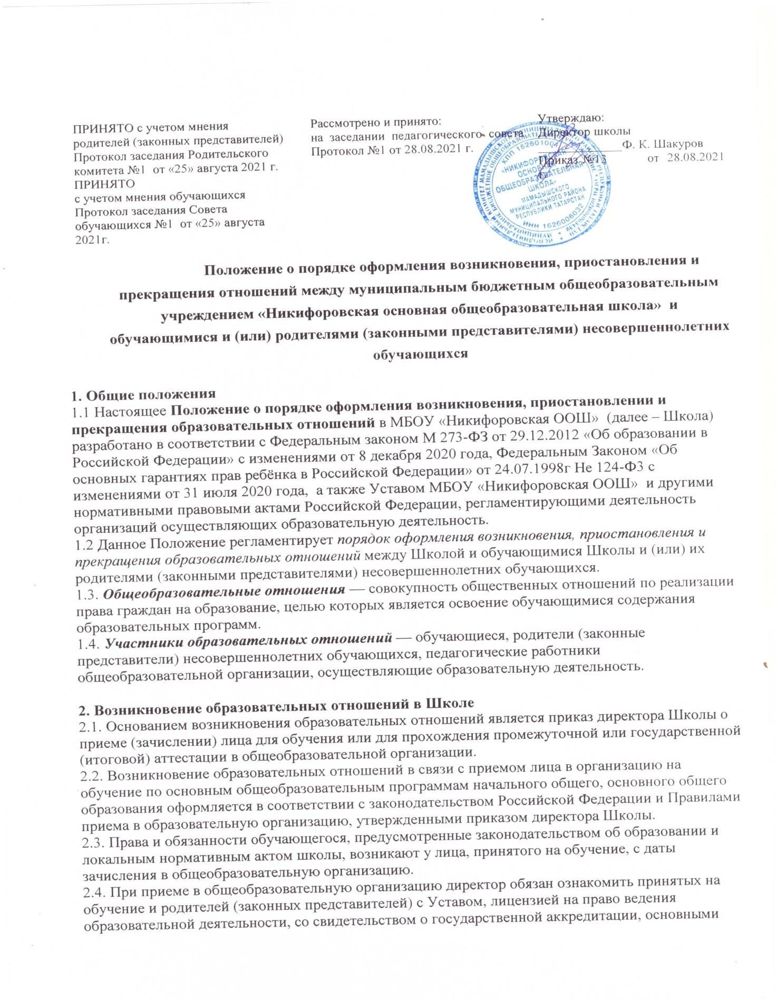 ПРИНЯТО с учетом мнения
родителей (законных представителей)
Протокол заседания Родительского
комитета №1 от «25» августа 2021 г.
ПРИНЯТО
с учетом мнения обучающихся
Протокол заседания Совета
обучающихся №1 от «25» августа
2021г.
Рассмотрено и принято:
на заседании педагогического совета
Протокол №1 от 28.08.2021 г.
Утверждаю:
Директор школы
Ф. К. Шакуров
Приказ №13 от 28.08.2021
г.
КПП 162601001
«НИКИФОРОВСКАЯ
ОСНОВНАЯ
ОБЩЕОБРАЗОВАТЕЛЬНАЯ
ШКОЛА»
МАМАДЫШСКОГО
МУНИЦИПАЛЬНОГО РАЙОНА
РЕСПУБЛИКИ ТАТАРСТАН
ИНН 1626006032
Положение о порядке оформления возникновения, приостановления и
прекращения отношений между муниципальным бюджетным общеобразовательным
учреждением «Никифоровская основная общеобразовательная школа» и
обучающимися и (или) родителями (законными представителями) несовершеннолетних
обучающихся
1. Общие положения
1.1 Настоящее Положение о порядке оформления возникновения, приостановлении и
прекращения образовательных отношений в МБОУ «Никифоровская ООШ» (далее – Школа)
разработано в соответствии с Федеральным законом М 273-ФЗ от 29.12.2012 «Об образовании в
Российской Федерации» с изменениями от 8 декабря 2020 года, Федеральным Законом «Об
основных гарантиях прав ребёнка в Российской Федерации» от 24.07.1998г Не 124-Ф3 с
изменениями от 31 июля 2020 года, а также Уставом МБОУ «Никифоровская ООШ» и другими
нормативными правовыми актами Российской Федерации, регламентирующими деятельность
организаций осуществляющих образовательную деятельность.
1.2 Данное Положение регламентирует порядок оформления возникновения, приостановления и
прекращения образовательных отношений между Школой и обучающимися Школы и (или) их
родителями (законными представителями) несовершеннолетних обучающихся.
1.3. Общеобразовательные отношения — совокупность общественных отношений по реализации
права граждан на образование, целью которых является освоение обучающимися содержания
образовательных программ.
1.4. Участники образовательных отношений — обучающиеся, родители (законные
представители) несовершеннолетних обучающихся, педагогические работники
общеобразовательной организации, осуществляющие образовательную деятельность.
2. Возникновение образовательных отношений в Школе
2.1. Основанием возникновения образовательных отношений является приказ директора Школы о
приеме (зачислении) лица для обучения или для прохождения промежуточной или государственной
(итоговой) аттестации в общеобразовательной организации.
2.2. Возникновение образовательных отношений в связи с приемом лица в организацию на
обучение по основным общеобразовательным программам начального общего, основного общего
образования оформляется в соответствии с законодательством Российской Федерации и Правилами
приема в образовательную организацию, утвержденными приказом директора Школы.
2.3. Права и обязанности обучающегося, предусмотренные законодательством об образовании и
локальным нормативным актом школы, возникают у лица, принятого на обучение, с даты
зачисления в общеобразовательную организацию.
2.4. При приеме в общеобразовательную организацию директор обязан ознакомить принятых на
обучение и родителей (законных представителей) с Уставом, лицензией на право ведения
образовательной деятельности, со свидетельством о государственной аккредитации, основными